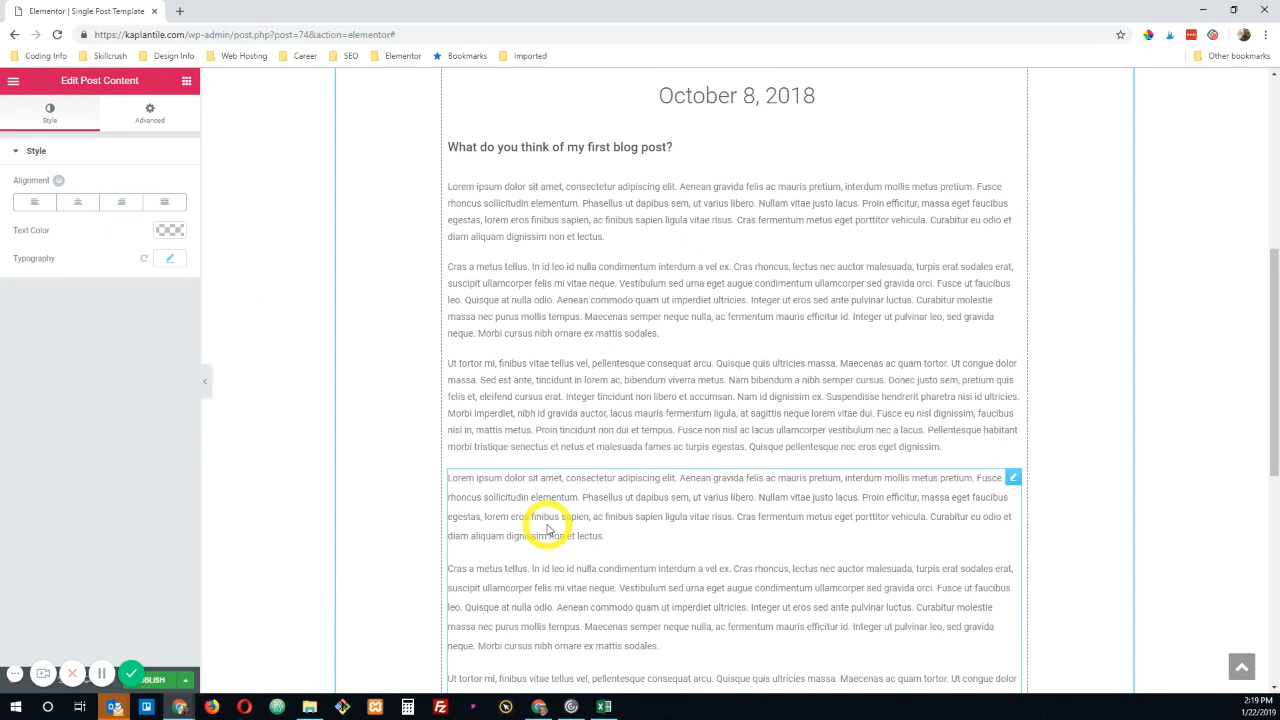 Elementor | Single Post Template
https://kaplantile.com/wp-admin/post.php?post=74&action=elementor#
Coding Info
Skillcrush
Design Info
Web Hosting
Career
SEO
Elementor
Bookmarks
Imported
Other bookmarks
Edit Post Content
Style
Advanced
Style
Alignment
Text Color
Typography
October 8, 2018
What do you think of my first blog post?
Lorem ipsum dolor sit amet, consectetur adipiscing elit. Aenean gravida felis ac mauris pretium, interdum mollis metus pretium. Fusce
rhoncus sollicitudin elementum. Phasellus ut dapibus sem, ut varius libero. Nullam vitae justo lacus. Proin efficitur, massa eget faucibus
egestas, lorem eros finibus sapien, ac finibus sapien ligula vitae risus. Cras fermentum metus eget porttitor vehicula. Curabitur eu odio et
diam aliquam dignissim non et lectus.
Cras a metus tellus. In id leo id nulla condimentum interdum a vel ex. Cras rhoncus, lectus nec auctor malesuada, turpis erat sodales erat,
suscipit ullamcorper felis mi vitae neque. Vestibulum sed urna eget augue condimentum ullamcorper sed gravida orci. Fusce ut faucibus
leo. Quisque at nulla odio. Aenean commodo quam ut imperdiet ultricies. Integer ut eros sed ante pulvinar luctus. Curabitur molestie
massa nec purus mollis tempus. Maecenas semper neque nulla, ac fermentum mauris efficitur id. Integer ut pulvinar leo, sed gravida
neque. Morbi cursus nibh ornare ex mattis sodales.
Ut tortor mi, finibus vitae tellus vel, pellentesque consequat arcu. Quisque quis ultricies massa. Maecenas ac quam tortor. Ut congue dolor
massa. Sed est ante, tincidunt in lorem ac, bibendum viverra metus. Nam bibendum a nibh semper cursus. Donec justo sem, pretium quis
ultricies et, eleifend cursus erat. Integer tincidunt non libero et accumsan. Nam id dignissim ex. Suspendisse hendrerit pharetra nisi id ultricies.
Morbi imperdiet, nibh id gravida auctor, lacus mauris fermentum ligula, at sagittis neque lorem vitae dui. Fusce eu nisl dignissim, faucibus
nisl in, mattis metus. Proin tincidunt non dui et tempus. Fusce non nisl ac lacus ullamcorper vestibulum nec a lacus. Pellentesque habitant
morbi tristique senectus et netus et malesuada fames ac turpis egestas. Quisque pellentesque nec eros eget dignissim.
Lorem ipsum dolor sit amet, consectetur adipiscing elit. Aenean gravida felis ac mauris pretium, interdum mollis metus pretium. Fusce
rhoncus sollicitudin elementum. Phasellus ut dapibus sem, ut varius libero. Nullam vitae justo lacus. Proin efficitur, massa eget faucibus
egestas, lorem eros finibus sapien, ac finibus sapien ligula vitae risus. Cras fermentum metus eget porttitor vehicula. Curabitur eu odio et
diam aliquam dignissim non et lectus.
Cras a metus tellus. In id leo id nulla condimentum interdum a vel ex. Cras rhoncus, lectus nec auctor malesuada, turpis erat sodales erat,
suscipit ullamcorper felis mi vitae neque. Vestibulum sed urna eget augue condimentum ullamcorper sed gravida orci. Fusce ut faucibus
leo. Quisque at nulla odio. Aenean commodo quam ut imperdiet ultricies. Integer ut eros sed ante pulvinar luctus. Curabitur molestie
massa nec purus mollis tempus. Maecenas semper neque nulla, ac fermentum mauris efficitur id. Integer ut pulvinar leo, sed gravida
neque. Morbi cursus nibh ornare ex mattis sodales.
Ut tortor mi, finibus vitae tellus vel, pellentesque consequat arcu. Quisque quis ultricies massa. Maecenas ac quam tortor. Ut congue dolor
2:19 PM
1/22/2019